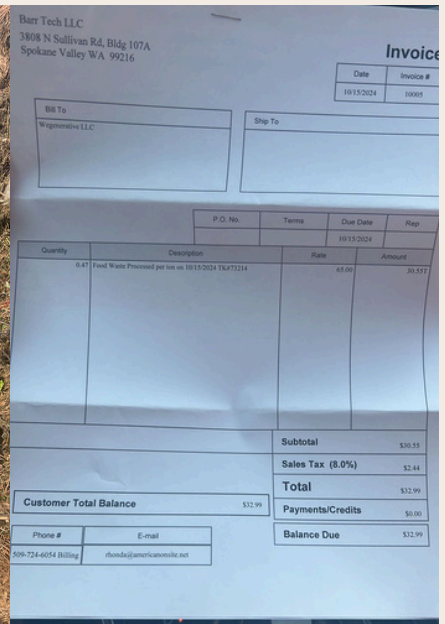 Barr Tech LLC
3808 N Sullivan Rd, Bldg 107A
Spokane Valley WA 99216
Invoice
Date Invoice #
10/15/2024 10005
Bill To
Wegenerative LLC
Ship To
P.O. No. Terms Due Date Rep
10/15/2024
Quantity Description Rate Amount
0.47 Food Waste Processed per ton on 10/15/2024 TK#73214 65.00 30.55T
Subtotal $30.55
Sales Tax (8.0%) $2.44
Total $32.99
Customer Total Balance $32.99
Payments/Credits $0.00
Balance Due $32.99
Phone # E-mail
509-724-6054 Billing rhonda@americanonsite.net